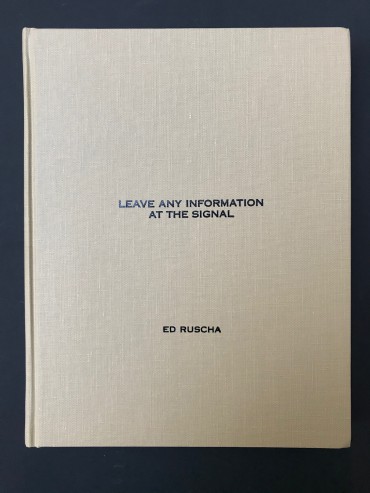 LEAVE ANY INFORMATION
AT THE SIGNAL
ED RUSCHA